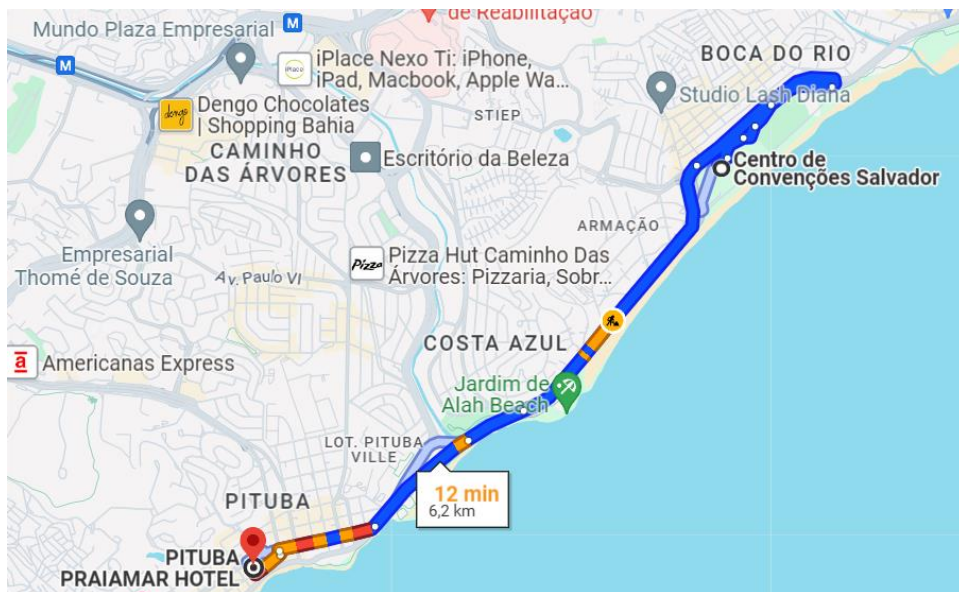 de Reabilitação
Mundo Plaza Empresarial
M
M
iPlace
iPlace Nexo Ti: iPhone,
iPad, Macbook, Apple Wa...
BOCA DO RIO
Studio Lash Diana
dengo
Dengo Chocolates
| Shopping Bahia
STIEP
CAMINHO
DAS ÁRVORES
Escritório da Beleza
Centro de
Convenções Salvador
ARMAÇÃO
Empresarial
Thomé de Souza
Av. Paulo VI
Pizza
Pizza Hut Caminho Das
Árvores: Pizzaria, Sobr...
COSTA AZUL
a
Americanas Express
Jardim de
Alah Beach
LOT. PITUBA
VILLE
12 min
6,2 km
PITUBA
PITUBA
PRAIAMAR HOTEL